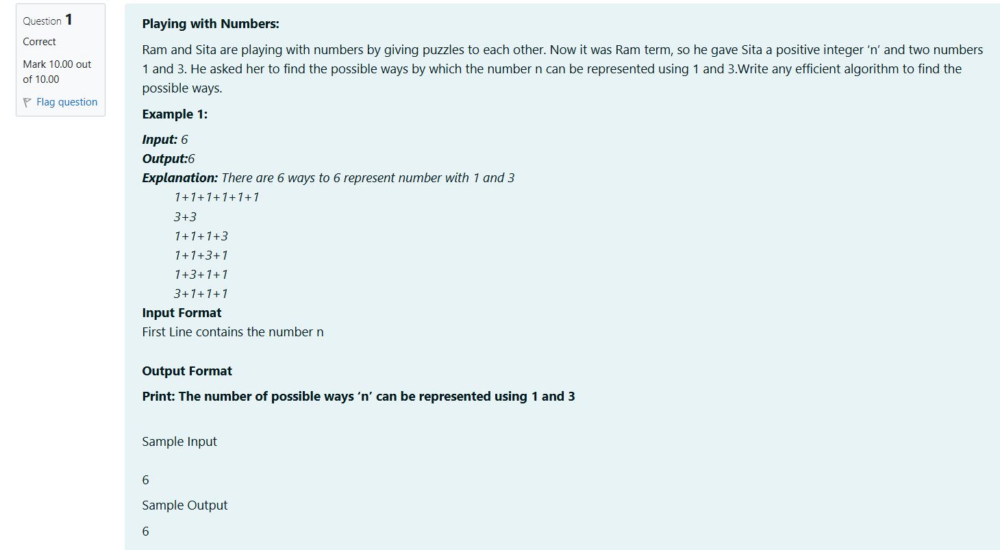 Question 1
Correct
Mark 10.00 out
of 10.00
Flag question
Playing with Numbers:
Ram and Sita are playing with numbers by giving puzzles to each other. Now it was Ram term, so he gave Sita a positive integer ‘n’ and two numbers
1 and 3. He asked her to find the possible ways by which the number n can be represented using 1 and 3.Write any efficient algorithm to find the
possible ways.
Example 1:
Input: 6
Output:6
Explanation: There are 6 ways to 6 represent number with 1 and 3
1+1+1+1+1+1
3+3
1+1+1+3
1+1+3+1
1+3+1+1
3+1+1+1
Input Format
First Line contains the number n
Output Format
Print: The number of possible ways ‘n’ can be represented using 1 and 3
Sample Input
6
Sample Output
6